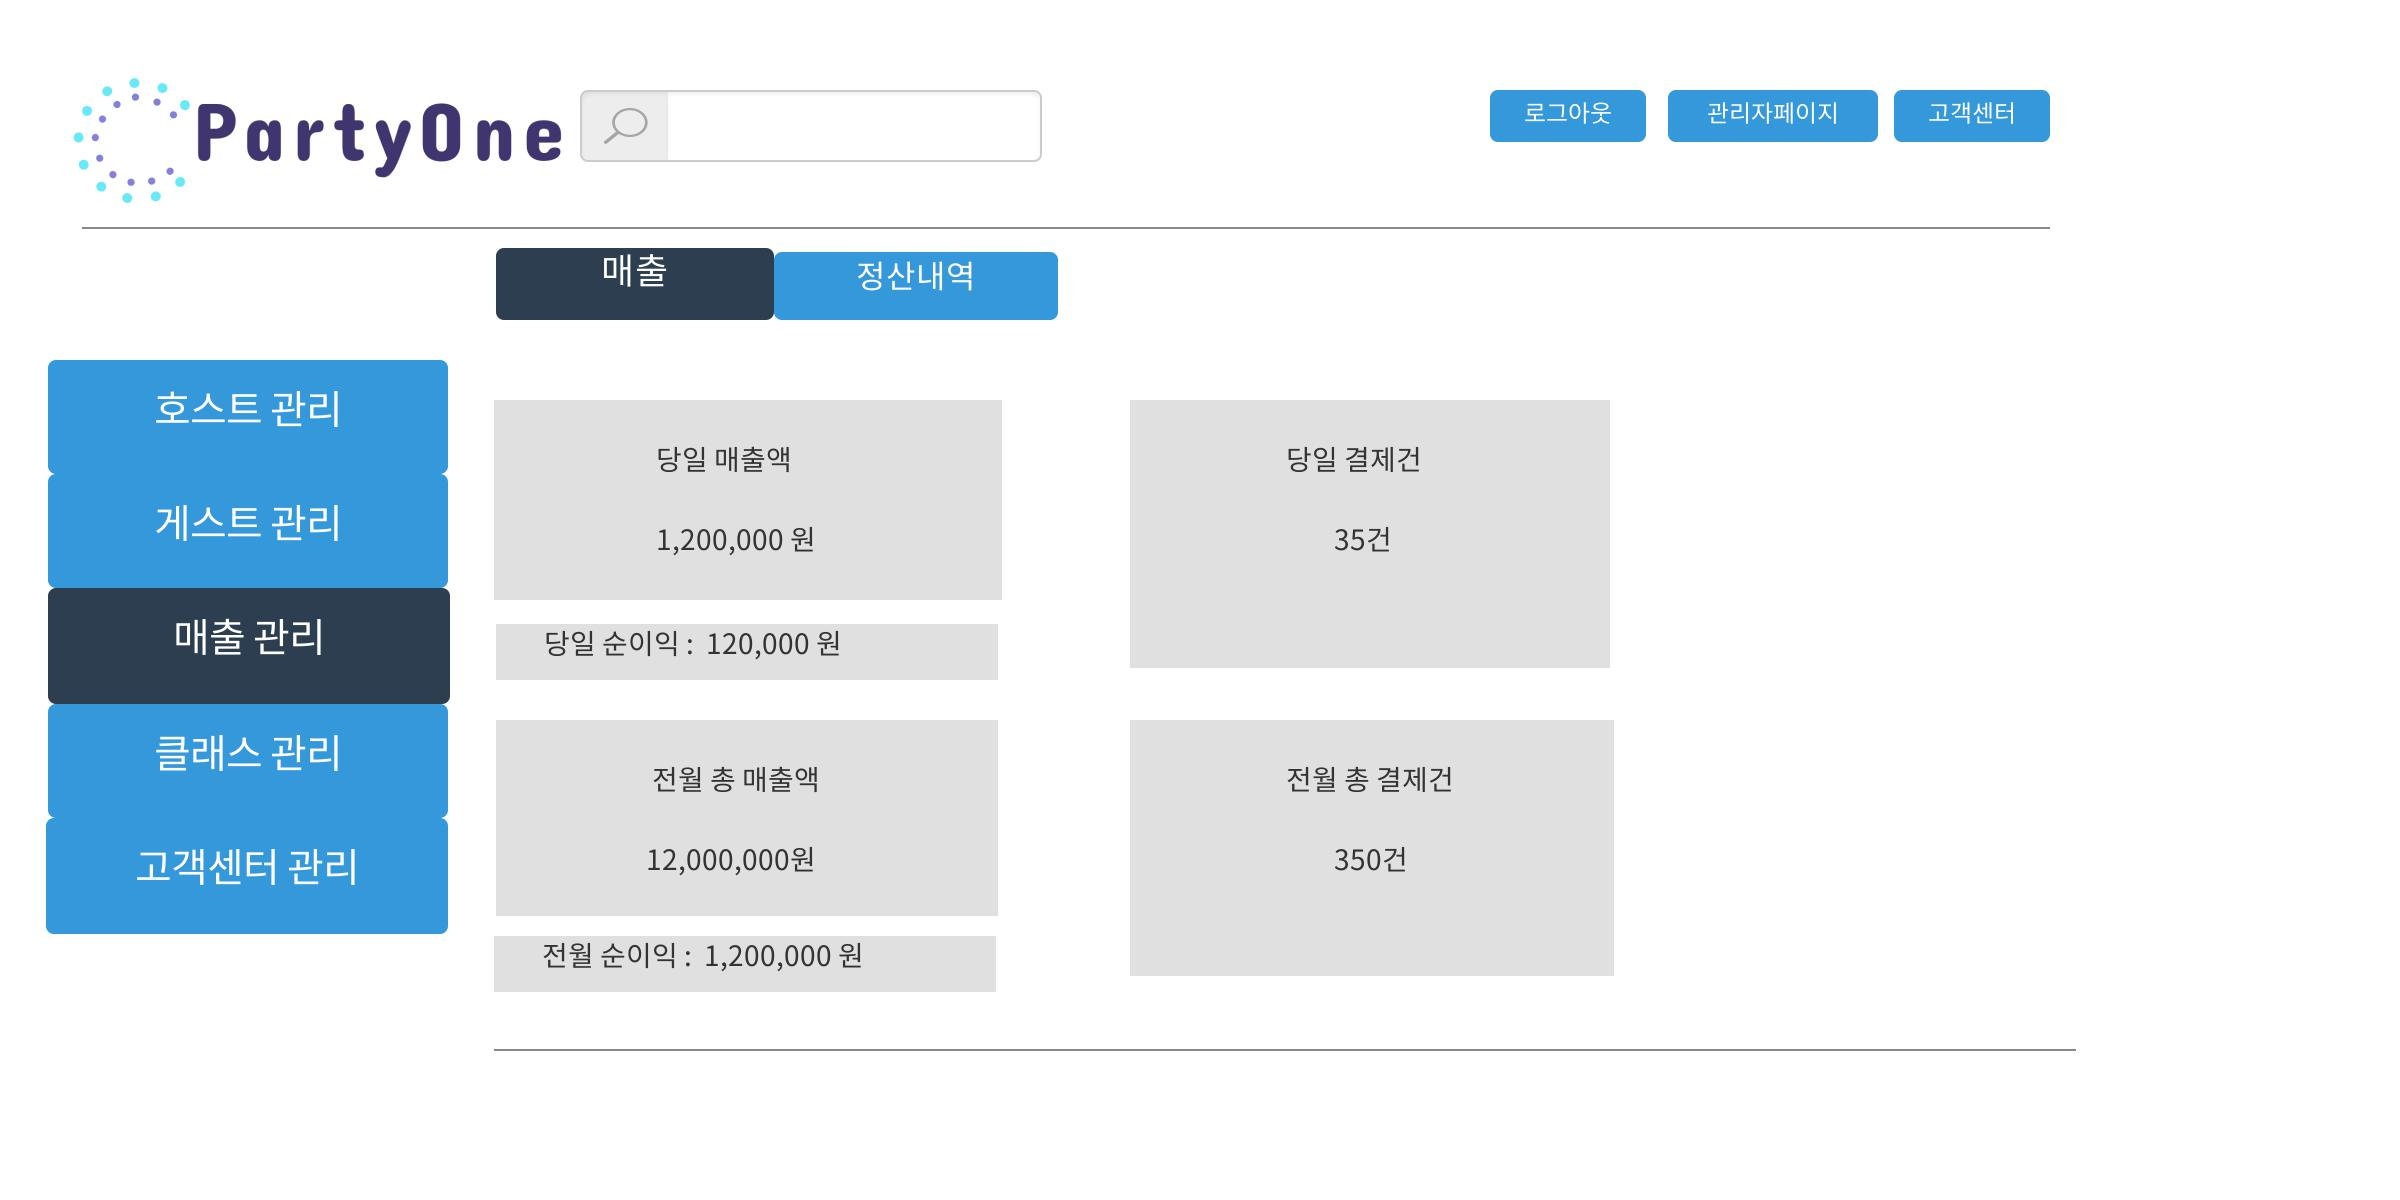 PartyOne
로그아웃
관리자페이지
고객센터
매출
정산내역
호스트 관리
게스트 관리
매출 관리
클래스 관리
고객센터 관리
당일 매출액
1,200,000 원
당일 순이익 :  120,000 원
당일 결제건
35건
전월 총 매출액
12,000,000원
전월 순이익 :  1,200,000 원
전월 총 결제건
350건